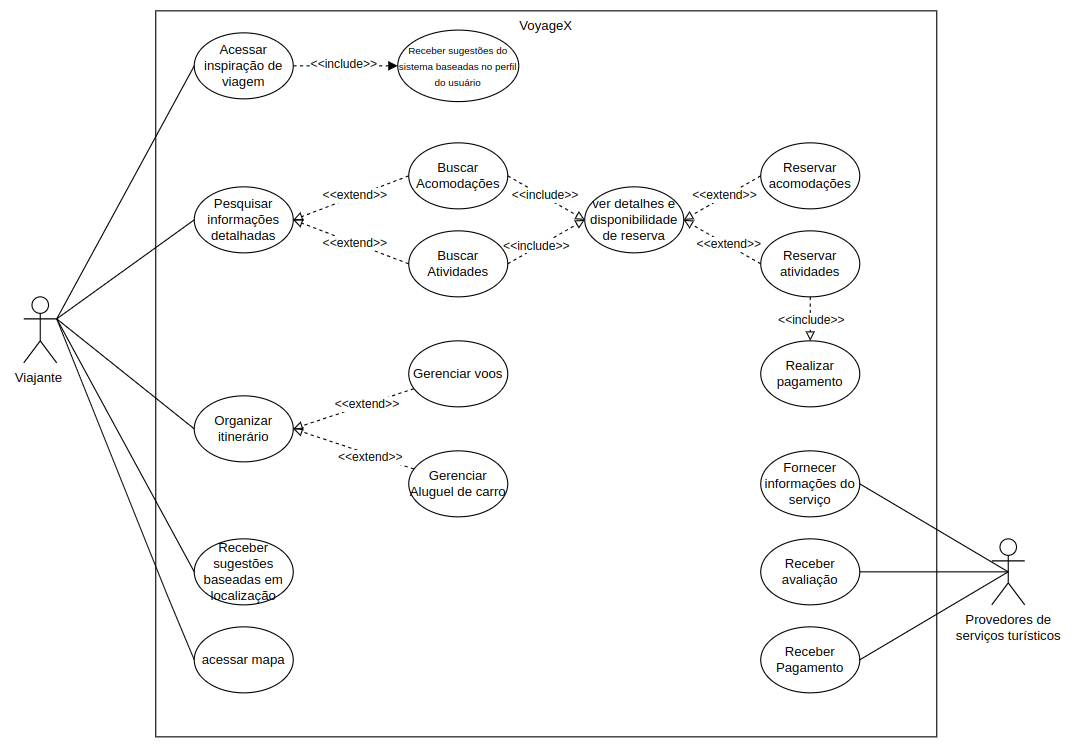 VoyageX
Acessar
inspiração de
viagem
<<include>>
Receber sugestões do
sistema baseadas no perfil
do usuário
Pesquisar
informações
detalhadas
<<extend>>
<<extend>>
Buscar
Acomodações
Buscar
Atividades
<<include>>
<<include>>
ver detalhes e
disponibilidade
de reserva
<<extend>>
<<extend>>
Reservar
acomodações
Reservar
atividades
<<include>>
Realizar
pagamento
Viajante
Organizar
itinerário
<<extend>>
<<extend>>
Gerenciar voos
Gerenciar
Aluguel de carro
Receber
sugestões
baseadas em
localização
acessar mapa
Fornecer
informações do
serviço
Receber
avaliação
Receber
Pagamento
Provedores de
serviços turísticos